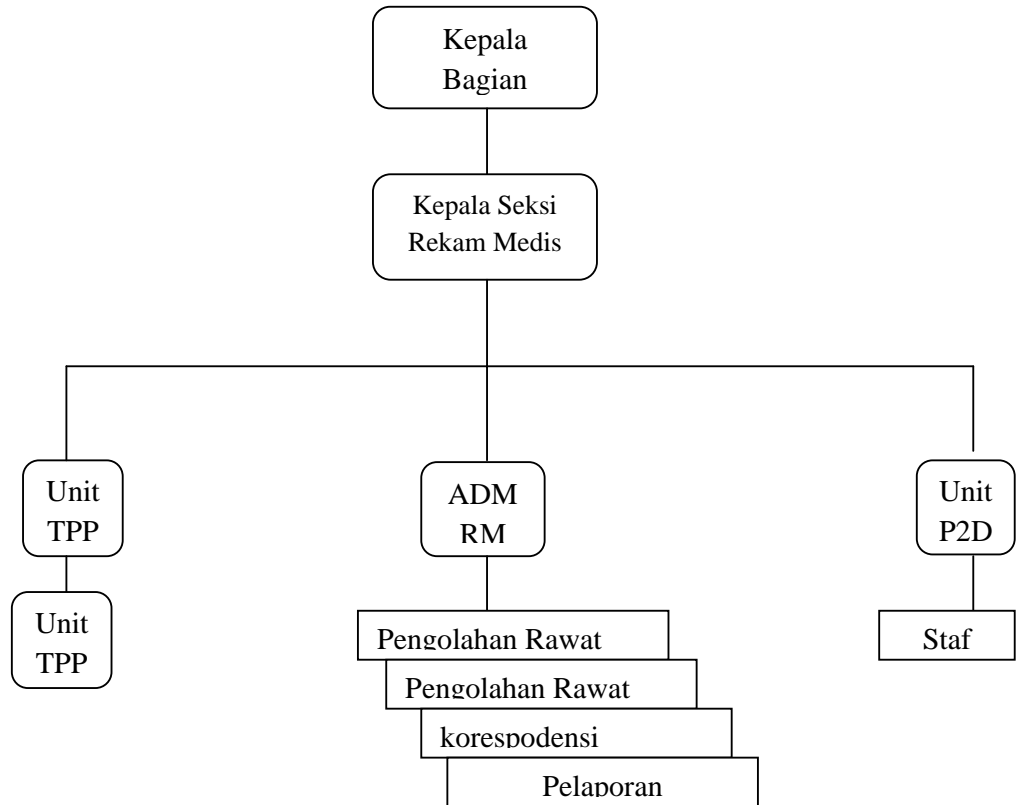 Kepala
Bagian
Kepala Seksi
Rekam Medis
Unit
TPP
ADM
RM
Unit
P2D
Unit
TPP
Pengolahan Rawat
Staf
Pengolahan Rawat
korespodensi
Pelaporan